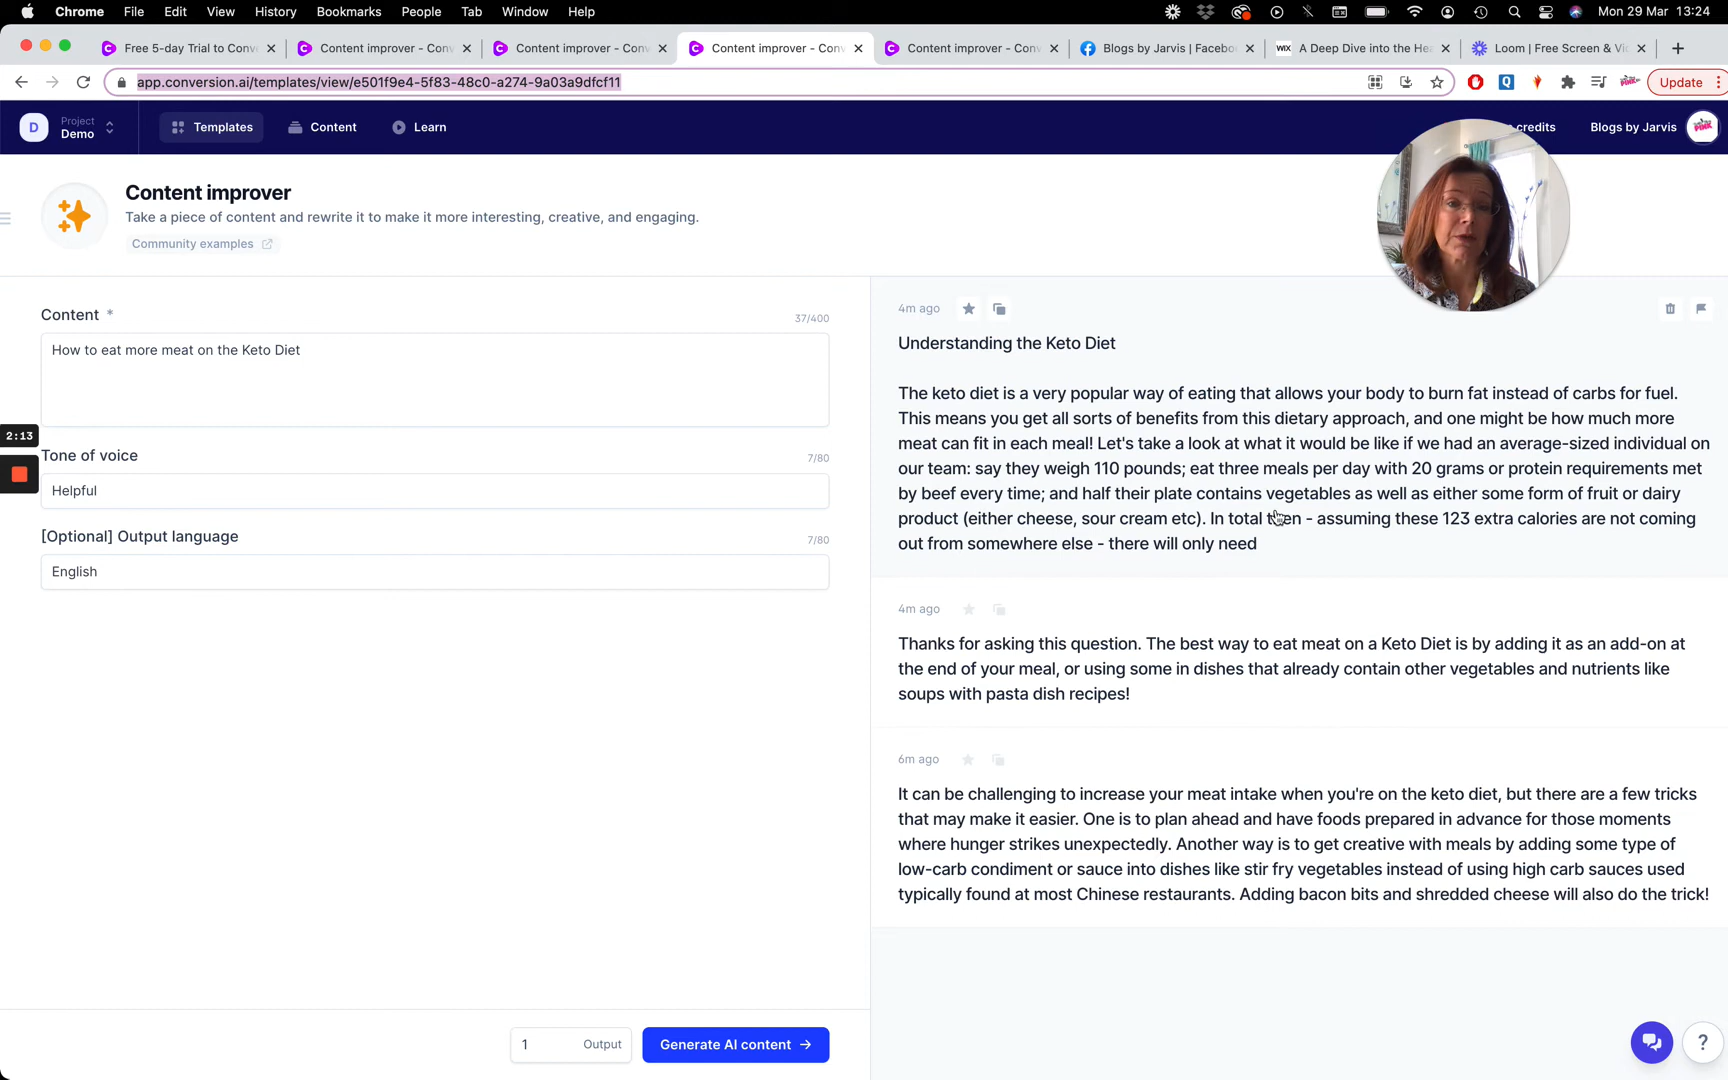 Chrome File Edit View History Bookmarks People Tab Window Help Mon 29 Mar 13:24
Free 5-day Trial to Conv Content improver - Conv Content improver - Conv Content improver - Conv Content improver - Conv Blogs by Jarvis | Facebo WIX A Deep Dive into the Hea Loom | Free Screen & Vi
app.conversion.ai/templates/view/e501f9e4-5f83-48c0-a274-9a03a9dfcf11 Update
D Project
Demo
Templates Content Learn credits Blogs by Jarvis
Content improver
Take a piece of content and rewrite it to make it more interesting, creative, and engaging.
Community examples
Content *
37/400
How to eat more meat on the Keto Diet
2:13
Tone of voice
7/80
Helpful
[Optional] Output language
7/80
English
1 Output Generate AI content →
4m ago
Understanding the Keto Diet
The keto diet is a very popular way of eating that allows your body to burn fat instead of carbs for fuel.
This means you get all sorts of benefits from this dietary approach, and one might be how much more
meat can fit in each meal! Let's take a look at what it would be like if we had an average-sized individual on
our team: say they weigh 110 pounds; eat three meals per day with 20 grams or protein requirements met
by beef every time; and half their plate contains vegetables as well as either some form of fruit or dairy
product (either cheese, sour cream etc). In total then - assuming these 123 extra calories are not coming
out from somewhere else - there will only need
4m ago
Thanks for asking this question. The best way to eat meat on a Keto Diet is by adding it as an add-on at
the end of your meal, or using some in dishes that already contain other vegetables and nutrients like
soups with pasta dish recipes!
6m ago
It can be challenging to increase your meat intake when you're on the keto diet, but there are a few tricks
that may make it easier. One is to plan ahead and have foods prepared in advance for those moments
where hunger strikes unexpectedly. Another way is to get creative with meals by adding some type of
low-carb condiment or sauce into dishes like stir fry vegetables instead of using high carb sauces used
typically found at most Chinese restaurants. Adding bacon bits and shredded cheese will also do the trick!
?